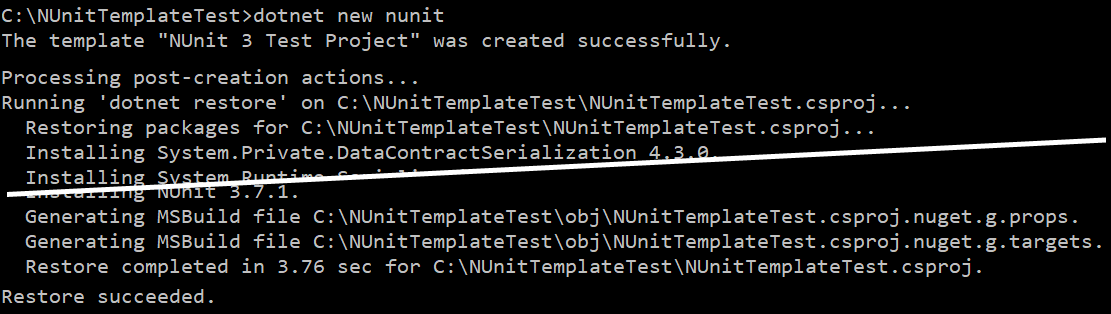 C:\NUnitTemplateTest>dotnet new nunit
The template "NUnit 3 Test Project" was created successfully.
Processing post-creation actions...
Running 'dotnet restore' on C:\NUnitTemplateTest\NUnitTemplateTest.csproj...
Restoring packages for C:\NUnitTemplateTest\NUnitTemplateTest.csproj...
Installing System.Private.DataContractSerialization 4.3.0.
Installing System.Runtime
Installing NUnit 3.7.1.
Generating MSBuild file C:\NUnitTemplateTest\obj\NUnitTemplateTest.csproj.nuget.g.props.
Generating MSBuild file C:\NUnitTemplateTest\obj\NUnitTemplateTest.csproj.nuget.g.targets.
Restore completed in 3.76 sec for C:\NUnitTemplateTest\NUnitTemplateTest.csproj.
Restore succeeded.